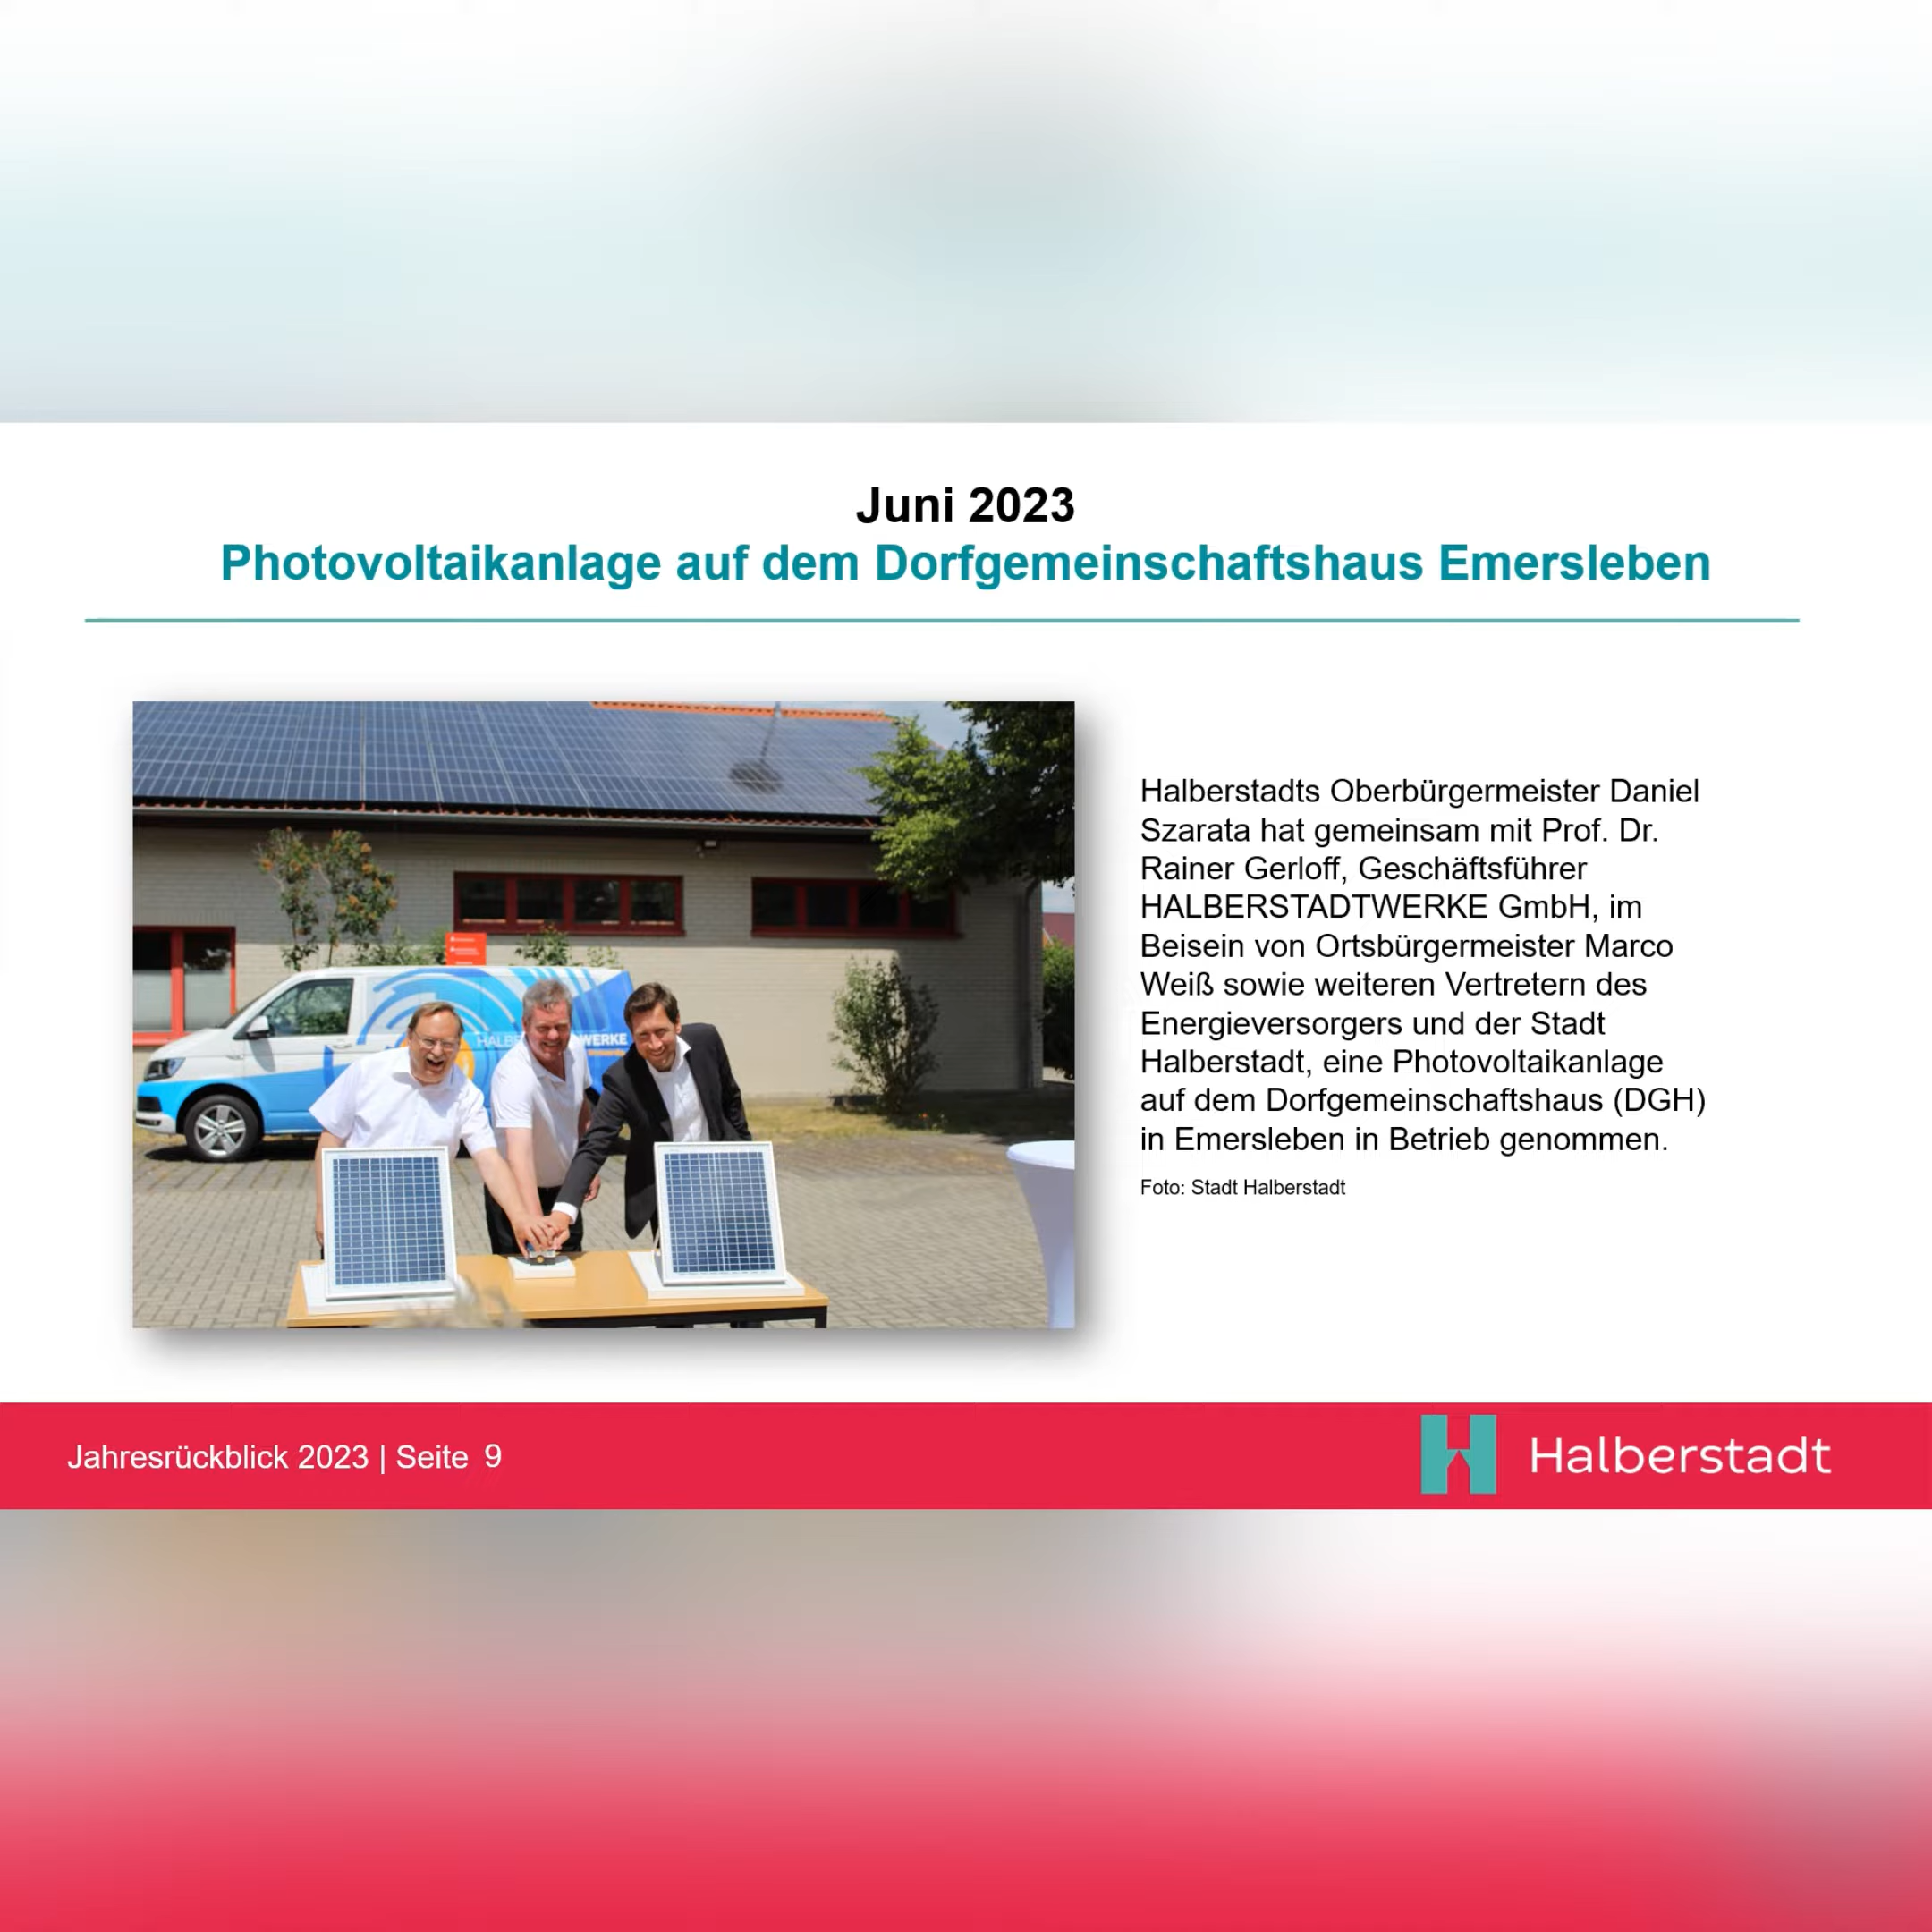 Juni 2023
Photovoltaikanlage auf dem Dorfgemeinschaftshaus Emersleben
HALBE
WERKE
Halberstadts Oberbürgermeister Daniel
Szarata hat gemeinsam mit Prof. Dr.
Rainer Gerloff, Geschäftsführer
HALBERSTADTWERKE GmbH, im
Beisein von Ortsbürgermeister Marco
Weiß sowie weiteren Vertretern des
Energieversorgers und der Stadt
Halberstadt, eine Photovoltaikanlage
auf dem Dorfgemeinschaftshaus (DGH)
in Emersleben in Betrieb genommen.
Foto: Stadt Halberstadt
Jahresrückblick 2023 | Seite 9
Halberstadt